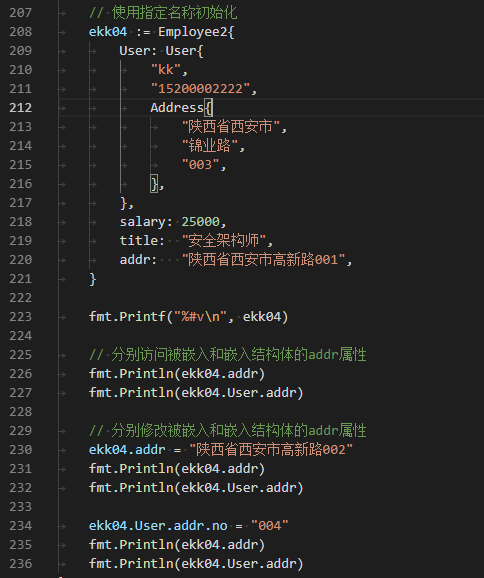 207 // 使用指定名称初始化
208 ekk04 := Employee2{
209 User: User{
210 "kk",
211 "15200002222",
212 Address{
213 "陕西省西安市",
214 "锦业路",
215 "003",
216 },
217 },
218 salary: 25000,
219 title: "安全架构师",
220 addr: "陕西省西安市高新路001",
221 }
222
223 fmt.Printf("%#v\n", ekk04)
224
225 // 分别访问被嵌入和嵌入结构体的addr属性
226 fmt.Println(ekk04.addr)
227 fmt.Println(ekk04.User.addr)
228
229 // 分别修改被嵌入和嵌入结构体的addr属性
230 ekk04.addr = "陕西省西安市高新路002"
231 fmt.Println(ekk04.addr)
232 fmt.Println(ekk04.User.addr)
233
234 ekk04.User.addr.no = "004"
235 fmt.Println(ekk04.addr)
236 fmt.Println(ekk04.User.addr)